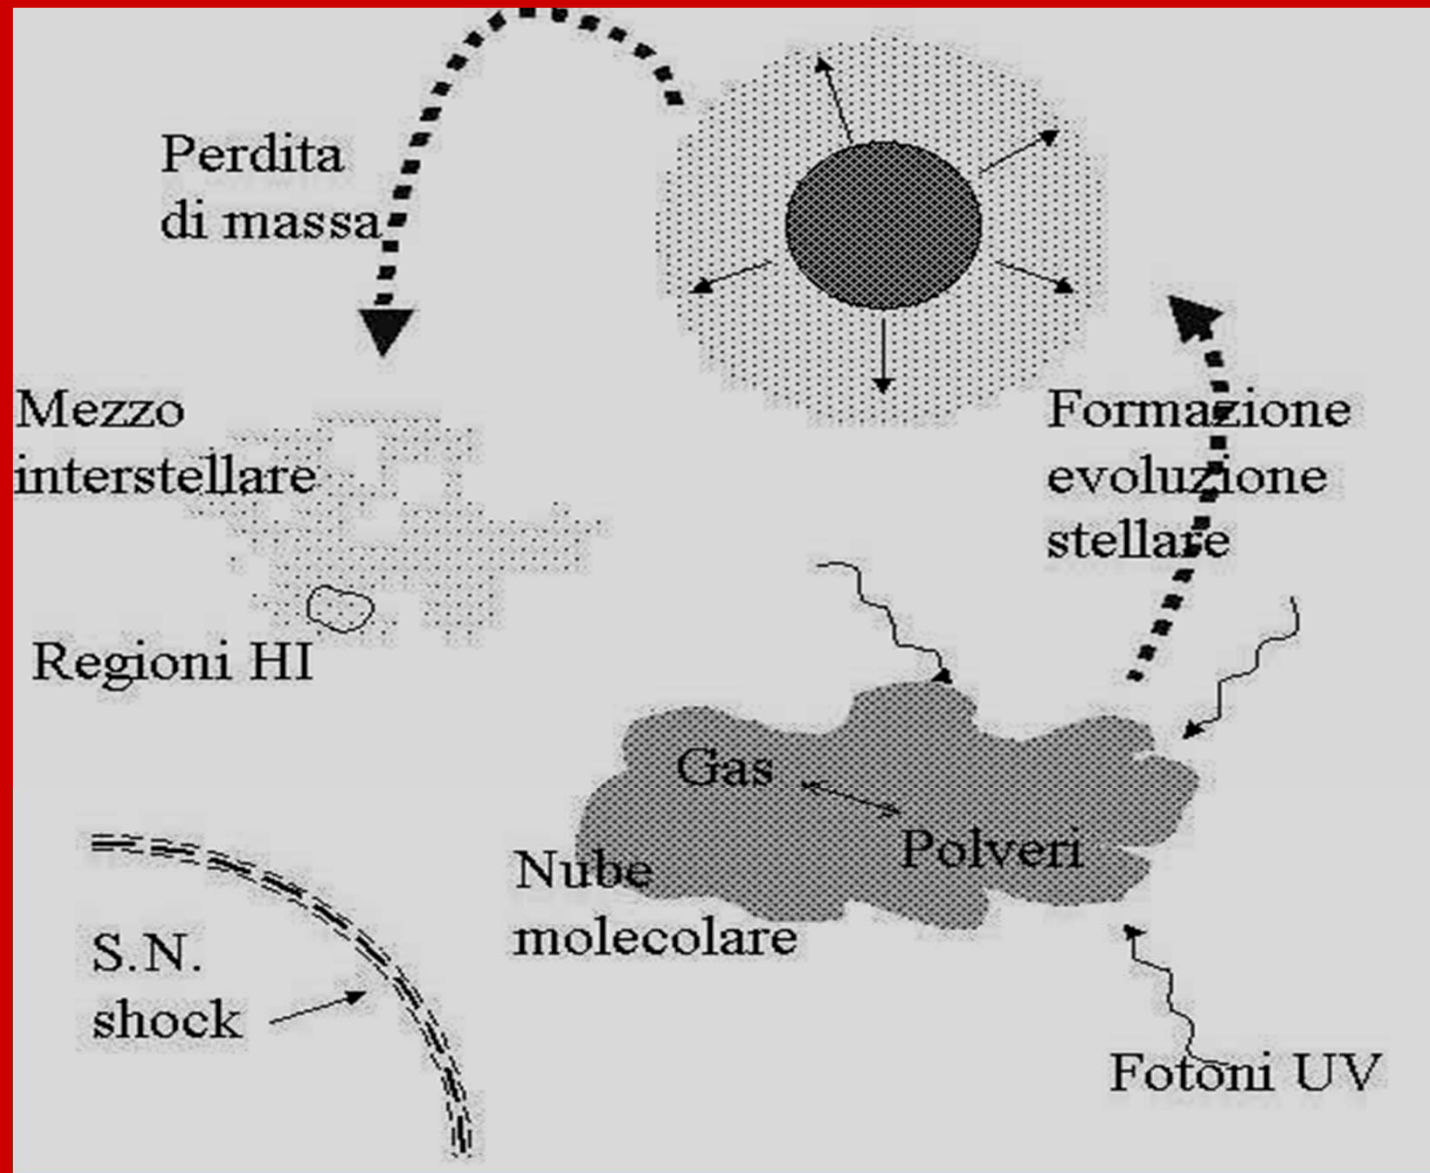 Perdita
di massa
Mezzo
interstellare
Formazione
evoluzione
stellare
Regioni HI
Gas
Polveri
Nube
molecolare
S.N.
shock
Fotoni UV